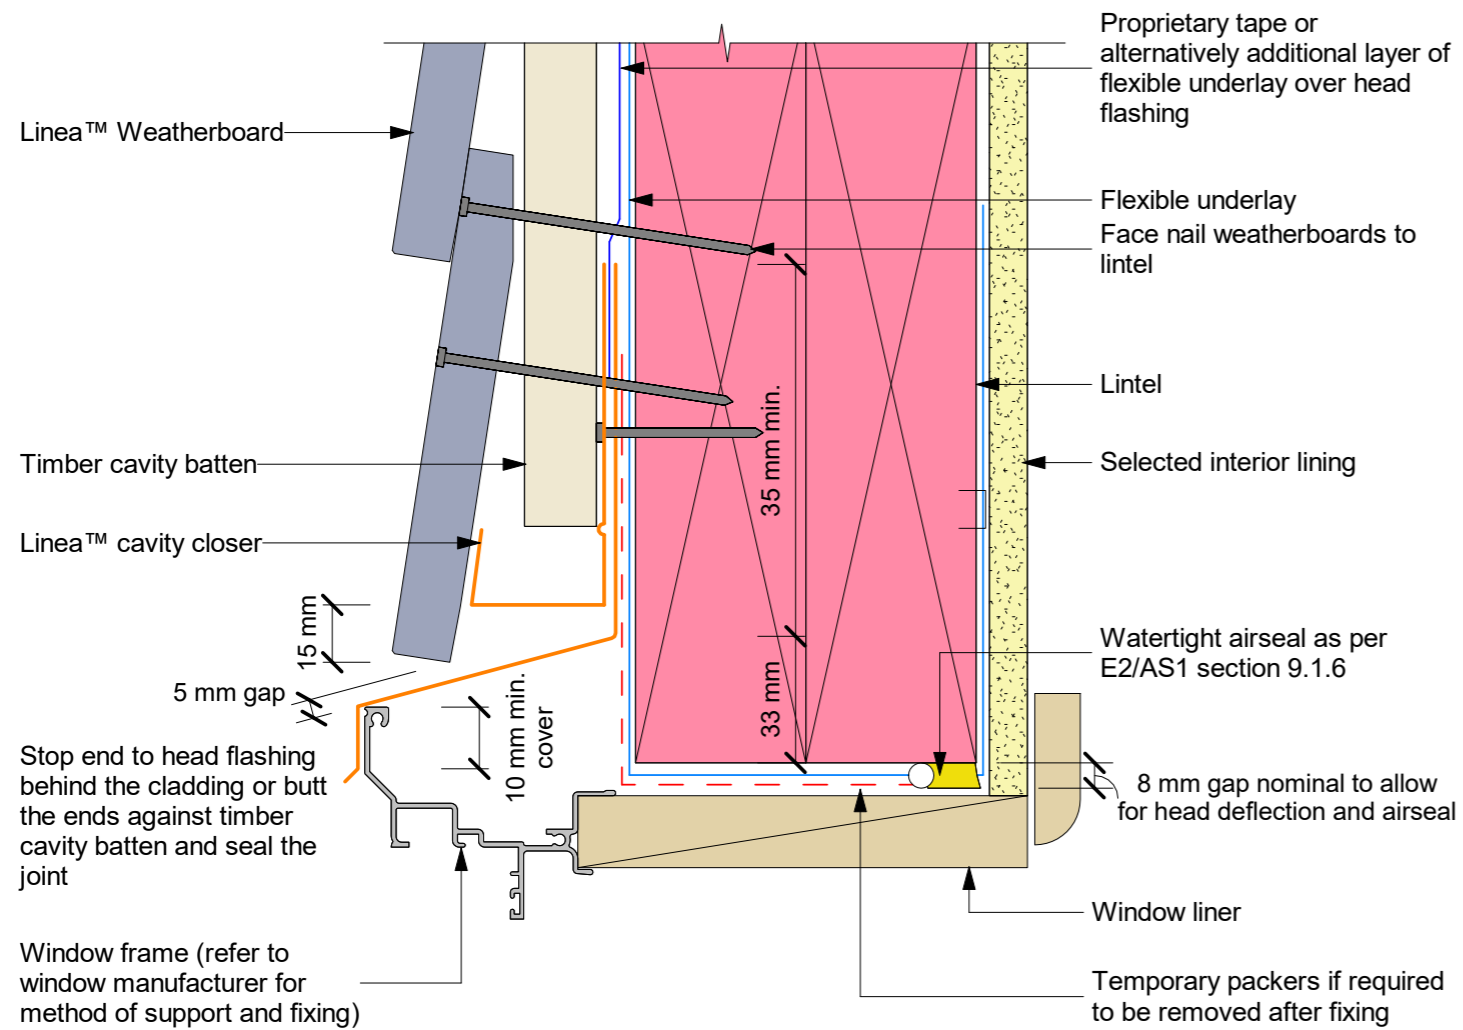 Proprietary tape or
alternatively additional layer of
flexible underlay over head
flashing
Linea™ Weatherboard
Flexible underlay
Face nail weatherboards to
lintel
Lintel
35 mm min.
Timber cavity batten
Selected interior lining
Linea™ cavity closer
15 mm
Watertight airseal as per
E2/AS1 section 9.1.6
5 mm gap
33 mm
10 mm min.
cover
Stop end to head flashing
behind the cladding or butt
the ends against timber
cavity batten and seal the
joint
8 mm gap nominal to allow
for head deflection and airseal
Window liner
Window frame (refer to
window manufacturer for
method of support and fixing)
Temporary packers if required
to be removed after fixing